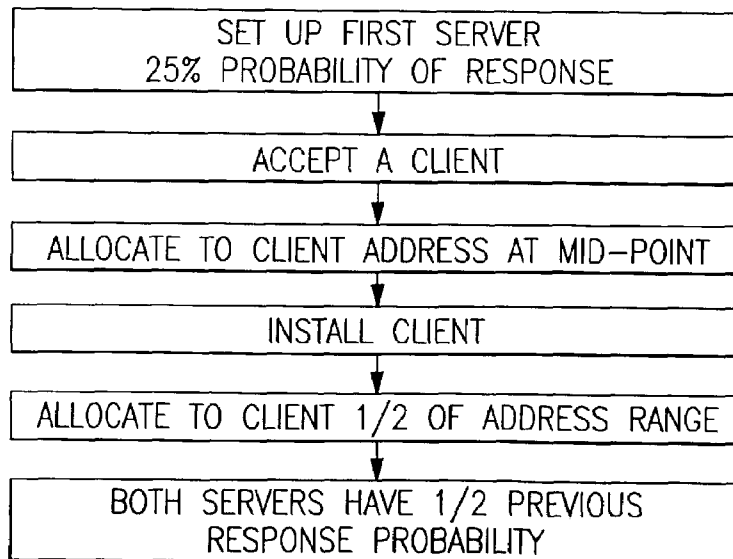 SET UP FIRST SERVER
25% PROBABILITY OF RESPONSE
ACCEPT A CLIENT
ALLOCATE TO CLIENT ADDRESS AT MID-POINT
INSTALL CLIENT
ALLOCATE TO CLIENT 1/2 OF ADDRESS RANGE
BOTH SERVERS HAVE 1/2 PREVIOUS
RESPONSE PROBABILITY